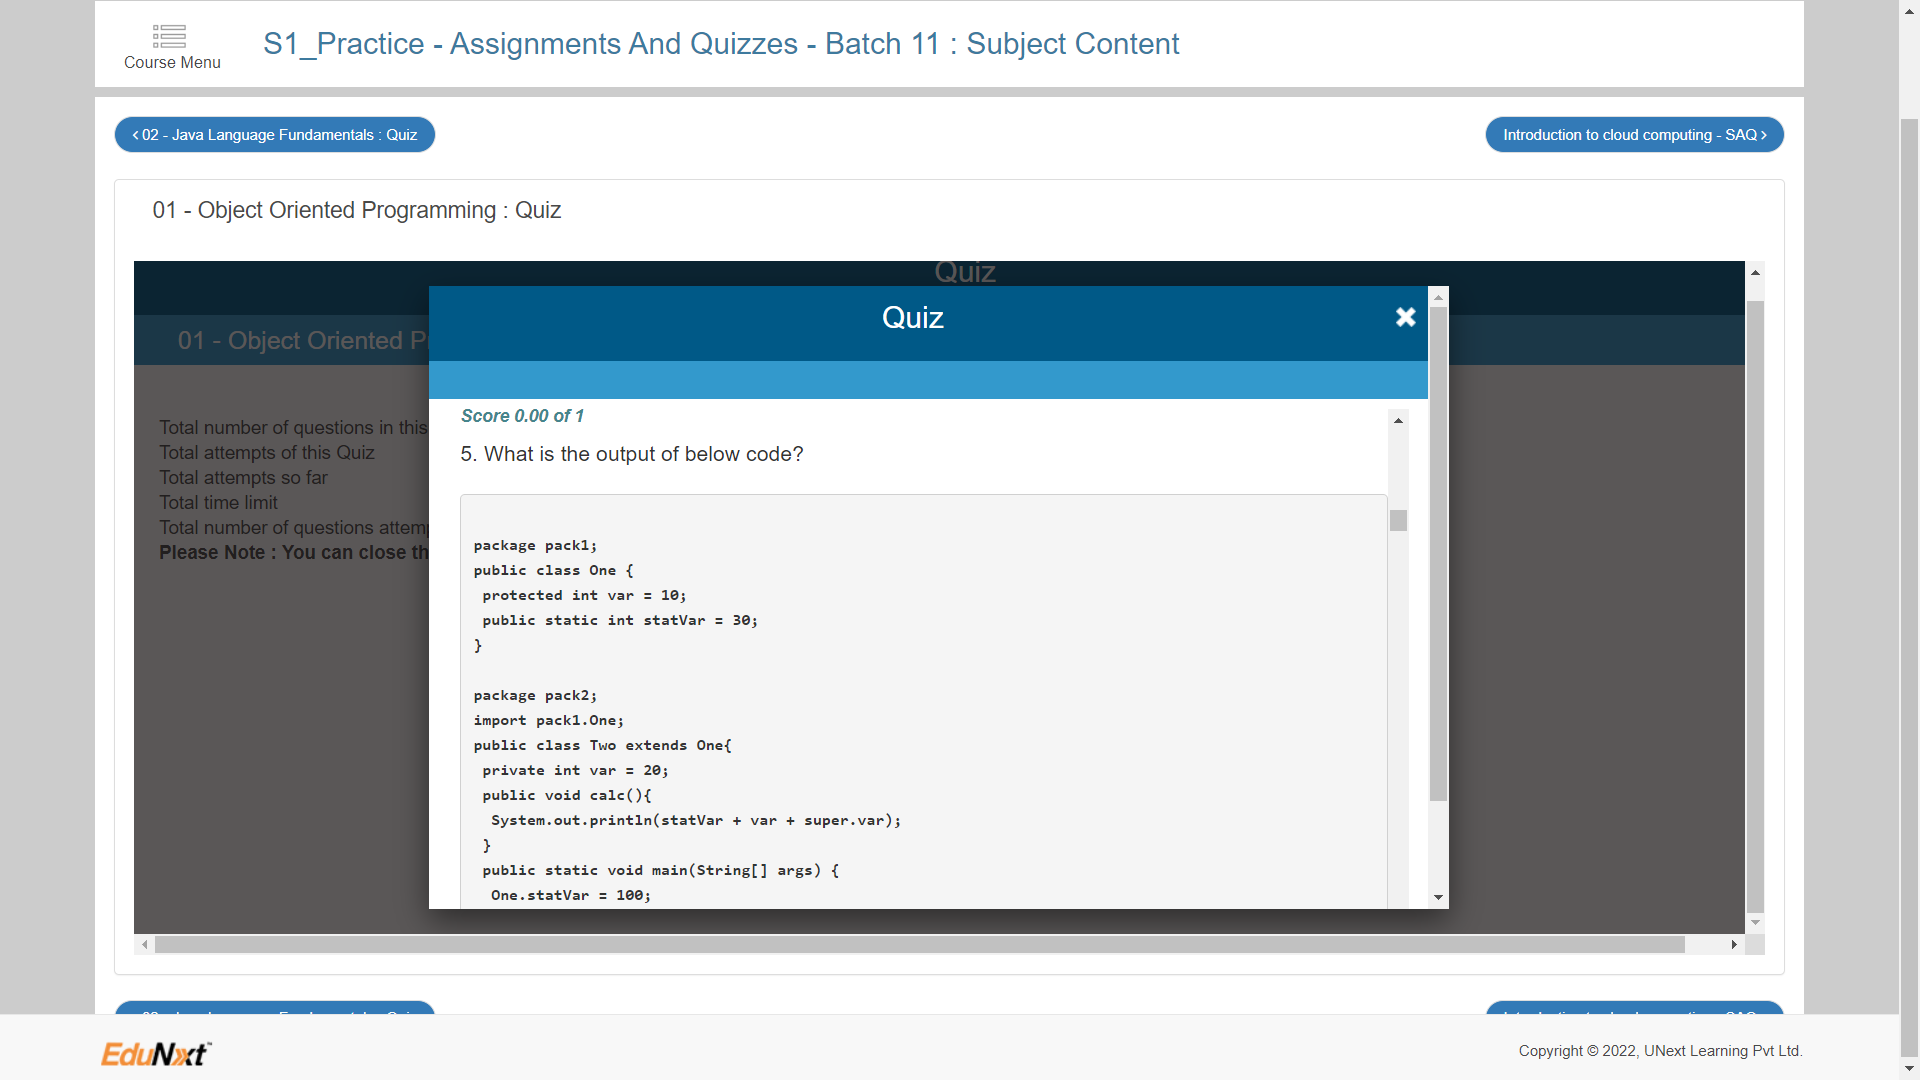 Course Menu
S1_Practice - Assignments And Quizzes - Batch 11 : Subject Content
02 - Java Language Fundamentals : Quiz
Introduction to cloud computing - SAQ
01 - Object Oriented Programming : Quiz
Quiz
01 - Object Oriented P
Total number of questions in this
Total attempts of this Quiz
Total attempts so far
Total time limit
Total number of questions attem
Please Note : You can close th
Quiz
Score 0.00 of 1
5. What is the output of below code?
package pack1;
public class One {
protected int var = 10;
public static int statVar = 30;
}
package pack2;
import pack1.One;
public class Two extends One{
private int var = 20;
public void calc(){
System.out.println(statVar + var + super.var);
}
public static void main(String[] args) {
One.statVar = 100;
EduNxt™
Copyright © 2022, UNext Learning Pvt Ltd.